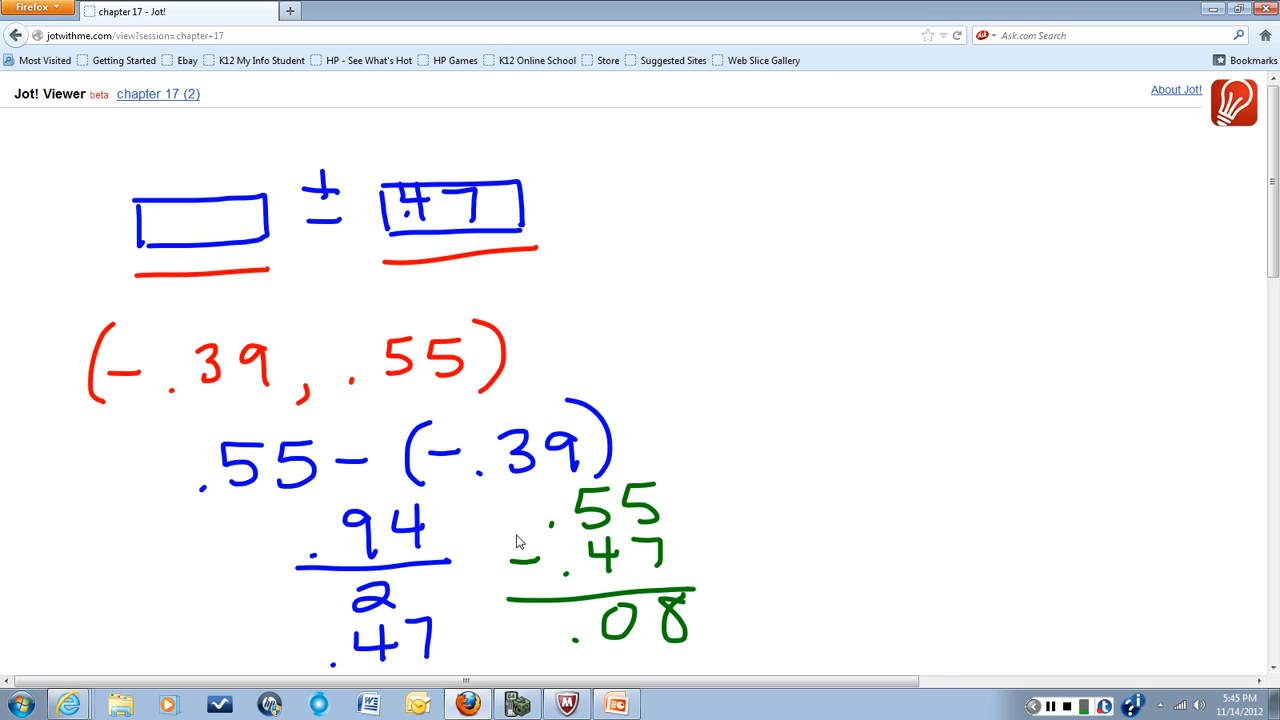 Firefox
chapter 17 - Jot!
jotwithme.com/view?session=chapter+17
Ask.com Search
Most Visited Getting Started Ebay K12 My Info Student HP - See What's Hot HP Games K12 Online School Store Suggested Sites Web Slice Gallery Bookmarks
Jot! Viewer beta chapter 17 (2) About Jot!
± .47
(-.39, .55)
.55 - (-.39)
.94
2
.47
.55
- .47
.08
5:45 PM
11/14/2012